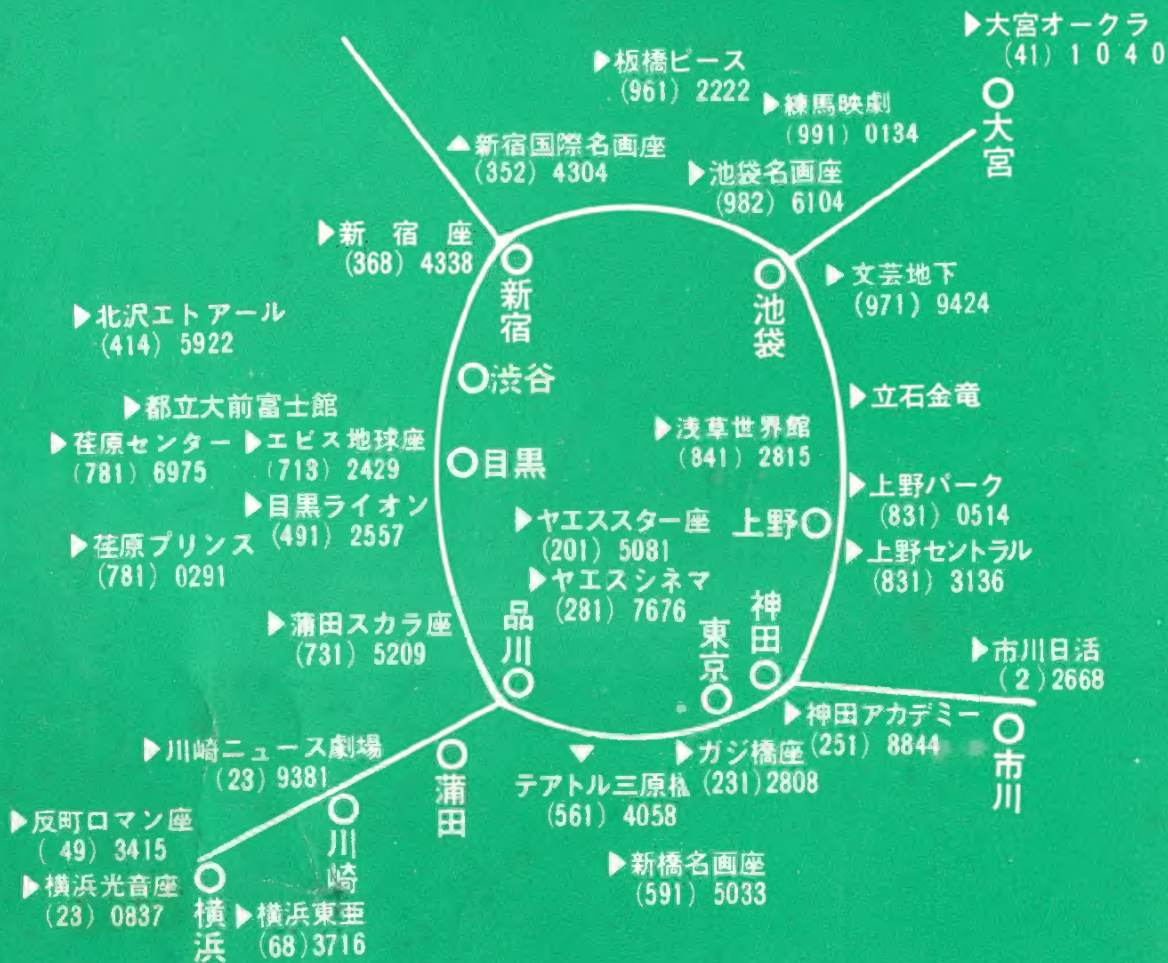 ▶大宮オークラ
(41) 1 0 4 0
○大宮
▶板橋ピース
(961) 2222
▶練馬映劇
(991) 0134
▲新宿国際名画座
(352) 4304
▶池袋名画座
(982) 6104
▶新 宿 座
(368) 4338
○新宿
○池袋
▶文芸地下
(971) 9424
▶北沢エトアール
(414) 5922
○渋谷
▶都立大前富士館
▶立石金竜
▶荏原センター
(781) 6975
▶エビス地球座
(713) 2429
○目黒
▶浅草世界館
(841) 2815
▶目黒ライオン
(491) 2557
▶上野パーク
(831) 0514
▶荏原プリンス
(781) 0291
▶ヤエススター座
(201) 5081
上野○
▶上野セントラル
(831) 3136
▶ヤエスシネマ
(281) 7676
▶蒲田スカラ座
(731) 5209
品川○
東京○
神田○
▶市川日活
( 2 ) 2668
▶神田アカデミー
(251) 8844
○市川
▶川崎ニュース劇場
(23) 9381
○蒲田
▼
テアトル三原橋
(561) 4058
▶ガジ橋座
(231) 2808
▶反町ロマン座
( 49) 3415
○川崎
▶新橋名画座
(591) 5033
▶横浜光音座
(23) 0837
○横浜
▶横浜東亜
(68) 3716